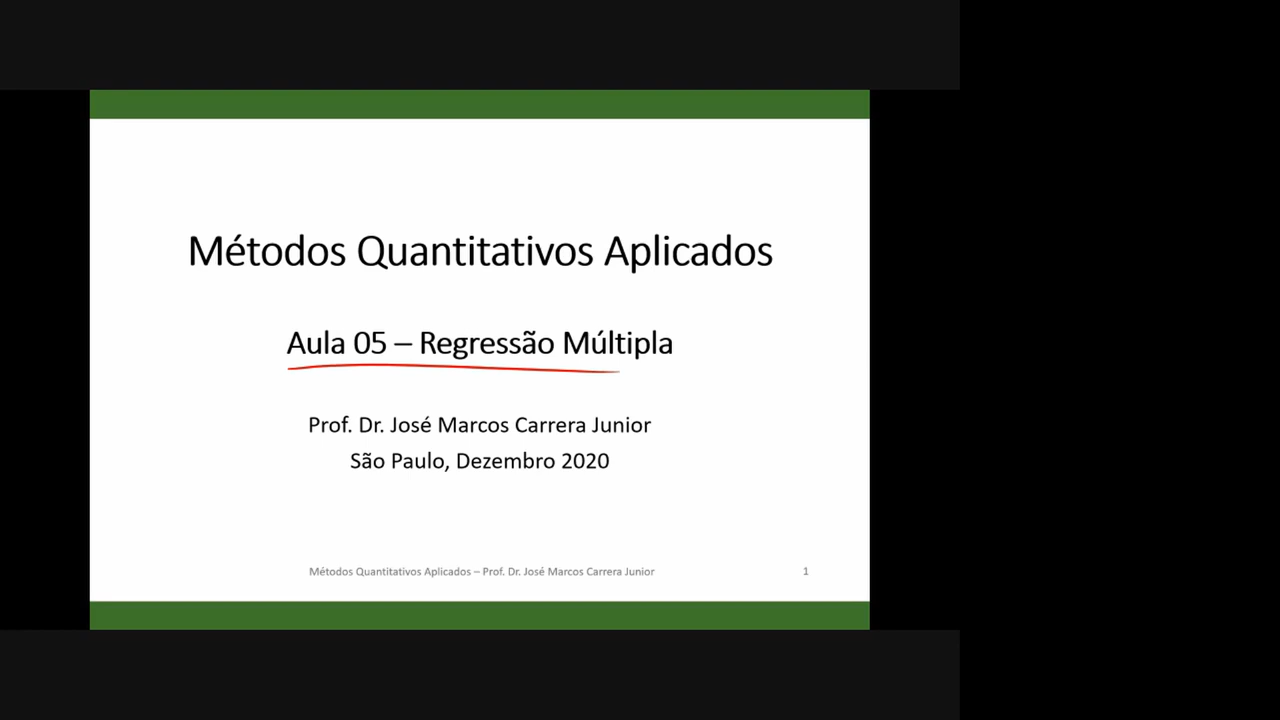 Métodos Quantitativos Aplicados
Aula 05 – Regressão Múltipla
Prof. Dr. José Marcos Carrera Junior
São Paulo, Dezembro 2020
Métodos Quantitativos Aplicados – Prof. Dr. José Marcos Carrera Junior
1